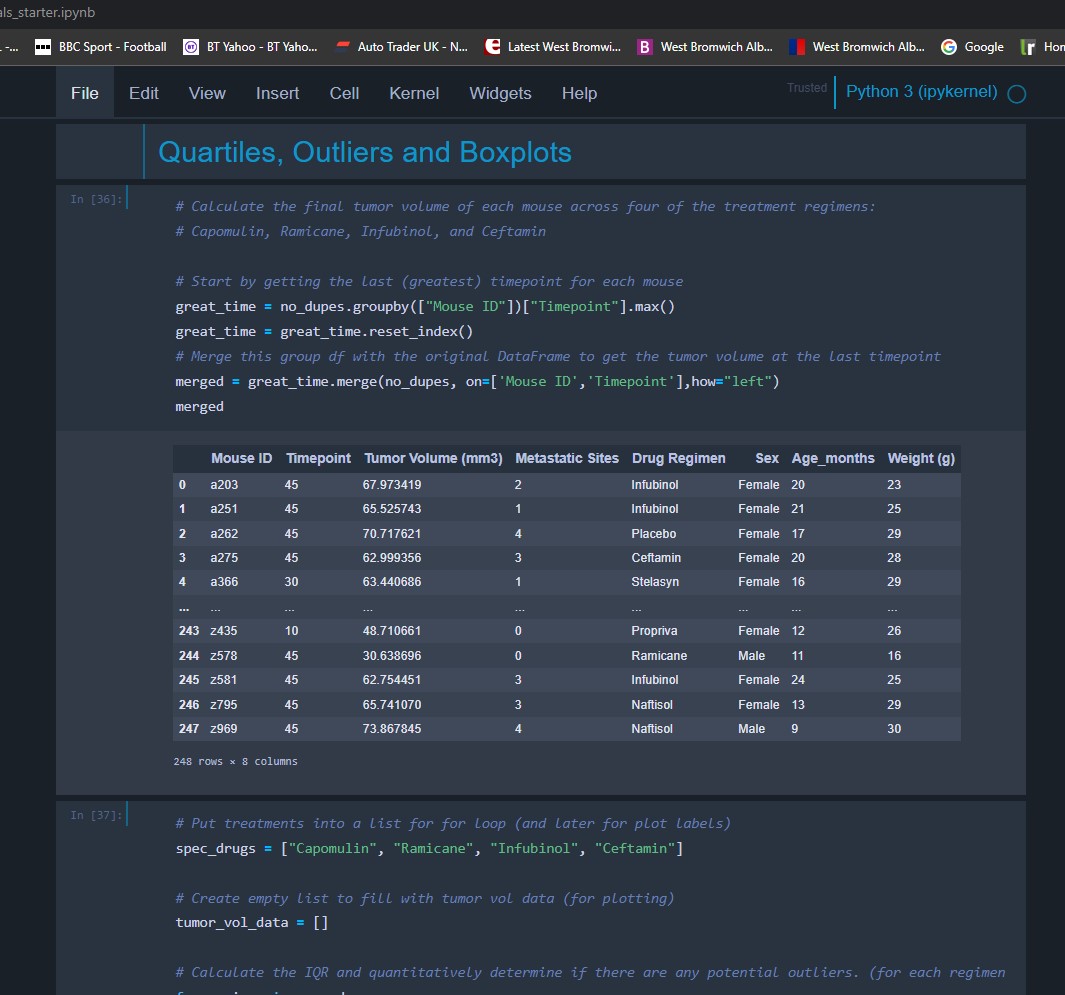 als_starter.ipynb
BBC Sport - Football BT Yahoo - BT Yaho... Auto Trader UK - N... Latest West Bromwi... West Bromwich Alb... West Bromwich Alb... Google Hon
File Edit View Insert Cell Kernel Widgets Help Trusted Python 3 (ipykernel)
Quartiles, Outliers and Boxplots
In [36]:
# Calculate the final tumor volume of each mouse across four of the treatment regimens:
# Capomulin, Ramicane, Infubinol, and Ceftamin
# Start by getting the last (greatest) timepoint for each mouse
great_time = no_dupes.groupby(["Mouse ID"])["Timepoint"].max()
great_time = great_time.reset_index()
# Merge this group df with the original DataFrame to get the tumor volume at the last timepoint
merged = great_time.merge(no_dupes, on=['Mouse ID','Timepoint'],how="left")
merged
Mouse ID Timepoint Tumor Volume (mm3) Metastatic Sites Drug Regimen Sex Age_months Weight (g)
0 a203 45 67.973419 2 Infubinol Female 20 23
1 a251 45 65.525743 1 Infubinol Female 21 25
2 a262 45 70.717621 4 Placebo Female 17 29
3 a275 45 62.999356 3 Ceftamin Female 20 28
4 a366 30 63.440686 1 Stelasyn Female 16 29
... ... ... ... ... ... ... ... ...
243 z435 10 48.710661 0 Propriva Female 12 26
244 z578 45 30.638696 0 Ramicane Male 11 16
245 z581 45 62.754451 3 Infubinol Female 24 25
246 z795 45 65.741070 3 Naftisol Female 13 29
247 z969 45 73.867845 4 Naftisol Male 9 30
248 rows × 8 columns
In [37]:
# Put treatments into a list for for loop (and later for plot labels)
spec_drugs = ["Capomulin", "Ramicane", "Infubinol", "Ceftamin"]
# Create empty list to fill with tumor vol data (for plotting)
tumor_vol_data = []
# Calculate the IQR and quantitatively determine if there are any potential outliers. (for each regimen